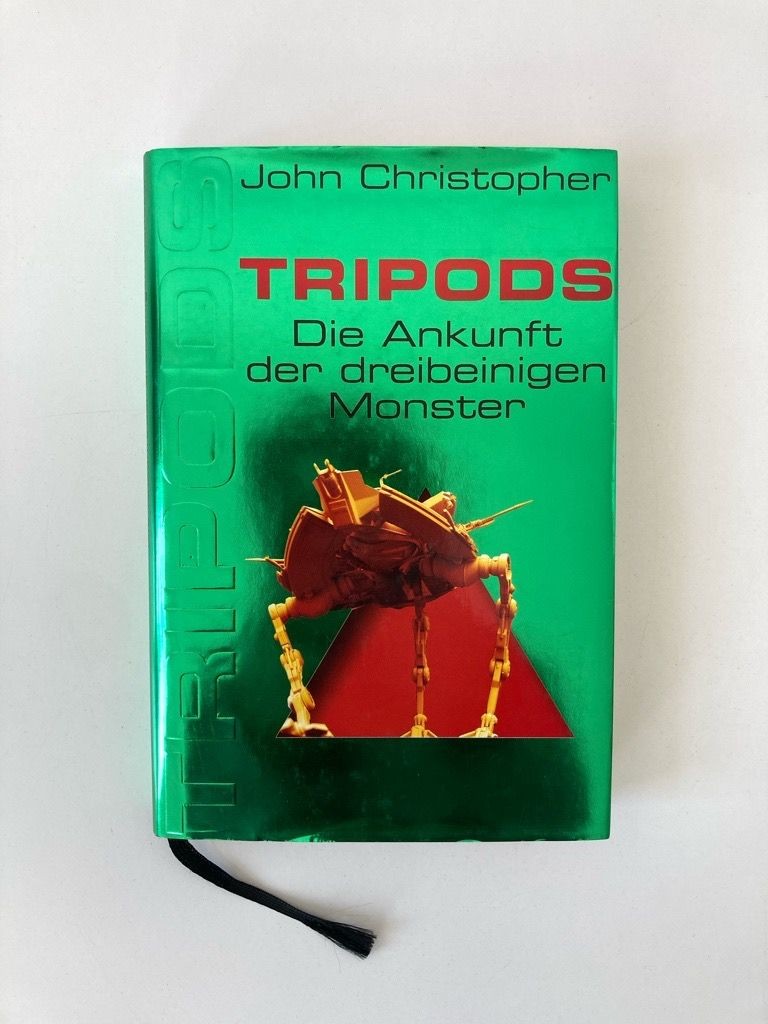 John Christopher
TRIPODS
Die Ankunft
der dreibeinigen
Monster
TRIPODS